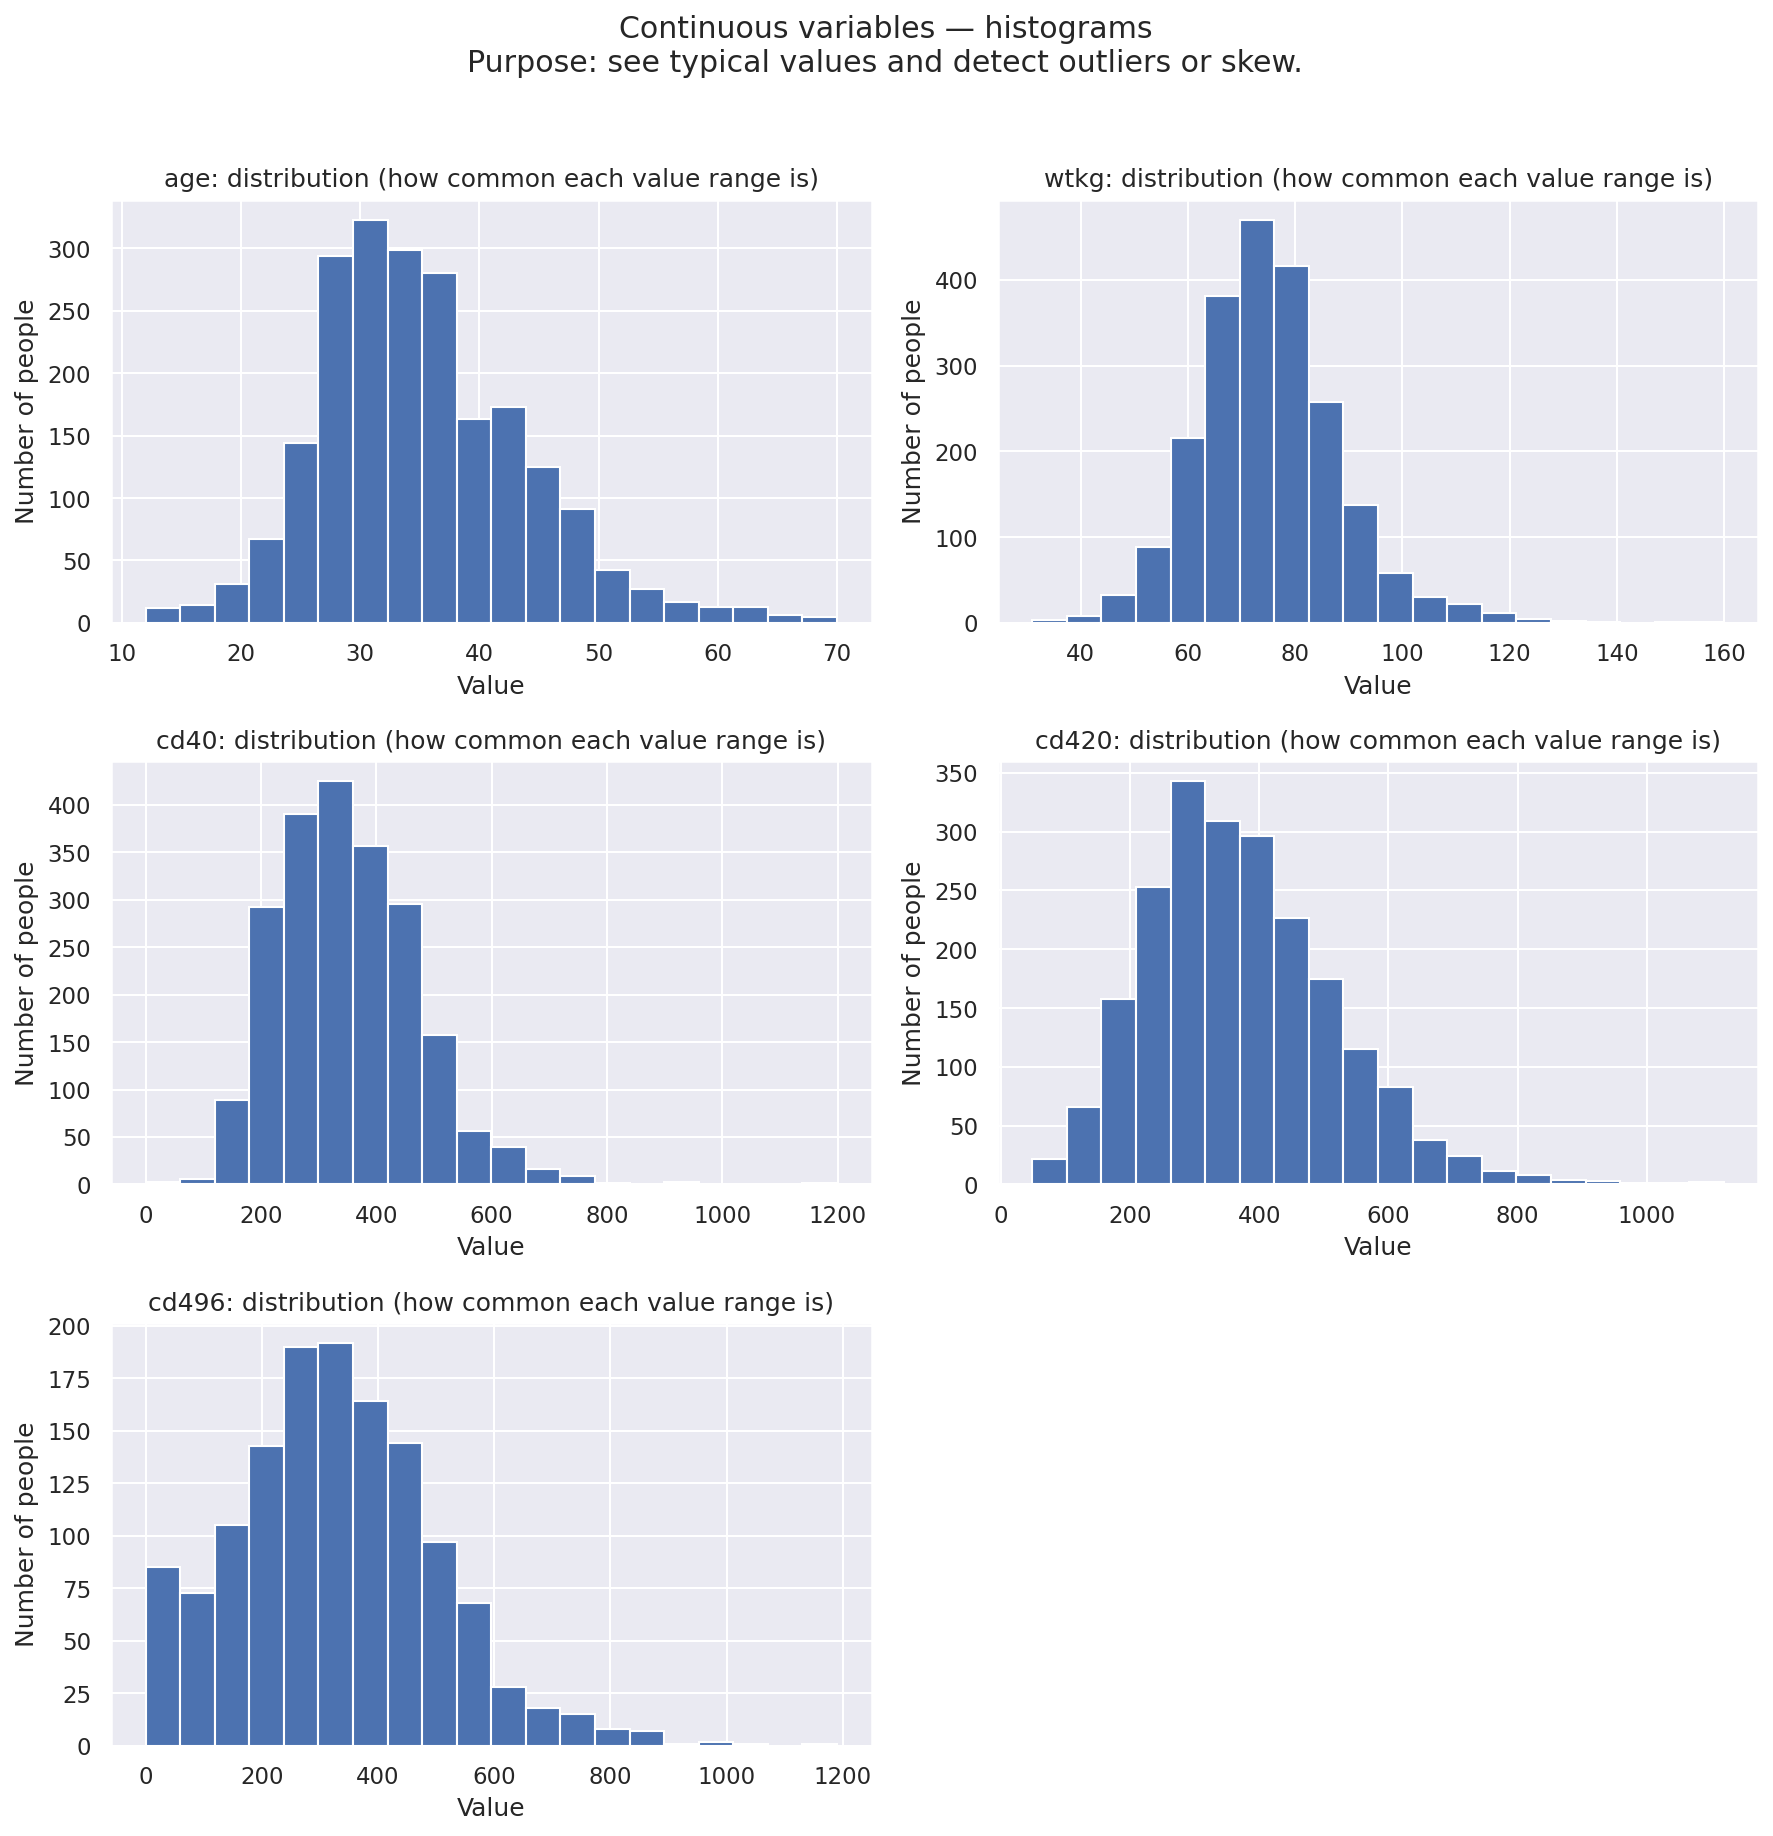 Continuous variables — histograms
Purpose: see typical values and detect outliers or skew.
age: distribution (how common each value range is)
Number of people
300
250
200
150
100
50
0
10 20 30 40 50 60 70
Value
wtkg: distribution (how common each value range is)
Number of people
400
300
200
100
0
40 60 80 100 120 140 160
Value
cd40: distribution (how common each value range is)
Number of people
400
350
300
250
200
150
100
50
0
0 200 400 600 800 1000 1200
Value
cd420: distribution (how common each value range is)
Number of people
350
300
250
200
150
100
50
0
0 200 400 600 800 1000
Value
cd496: distribution (how common each value range is)
Number of people
200
175
150
125
100
75
50
25
0
0 200 400 600 800 1000 1200
Value